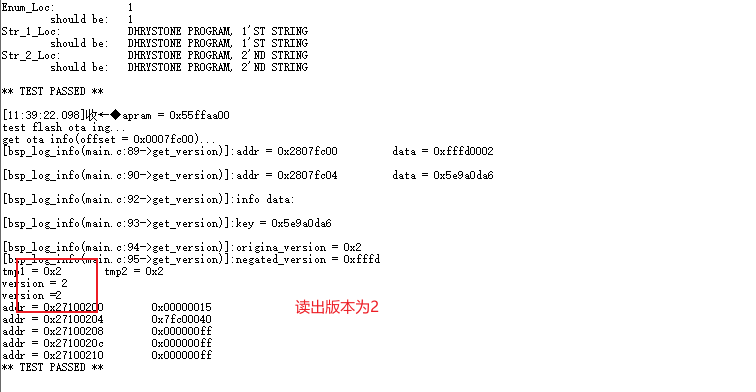 Enum_Loc: 1
should be: 1
Str_1_Loc: DHRYSTONE PROGRAM, 1'ST STRING
should be: DHRYSTONE PROGRAM, 1'ST STRING
Str_2_Loc: DHRYSTONE PROGRAM, 2'ND STRING
should be: DHRYSTONE PROGRAM, 2'ND STRING
** TEST PASSED **
[11:39:22.098]收←◆apram = 0x55ffaa00
test flash ota ing...
get ota info(offset = 0x0007fc00)...
[bsp_log_info(main.c:89->get_version)]:addr = 0x2807fc00 data = 0xfffd0002
[bsp_log_info(main.c:90->get_version)]:addr = 0x2807fc04 data = 0x5e9a0da6
[bsp_log_info(main.c:92->get_version)]:info data:
[bsp_log_info(main.c:93->get_version)]:key = 0x5e9a0da6
[bsp_log_info(main.c:94->get_version)]:origina_version = 0x2
[bsp_log_info(main.c:95->get_version)]:negated_version = 0xfffd
tmp1 = 0x2 tmp2 = 0x2
version = 2
version =2
addr = 0x27100200 0x00000015
读出版本为2
addr = 0x27100204 0x7fc00040
addr = 0x27100208 0x000000ff
addr = 0x2710020c 0x000000ff
addr = 0x27100210 0x000000ff
** TEST PASSED **